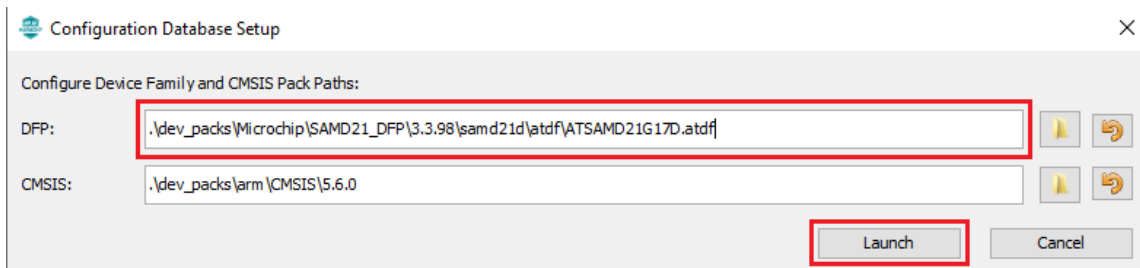 Configuration Database Setup
Configure Device Family and CMSIS Pack Paths:
DFP: .\dev_packs\Microchip\SAMD21_DFP\3.3.98\samd21d\atdf\ATSAMD21G17D.atdf
CMSIS: .\dev_packs\arm\CMSIS\5.6.0
Launch Cancel